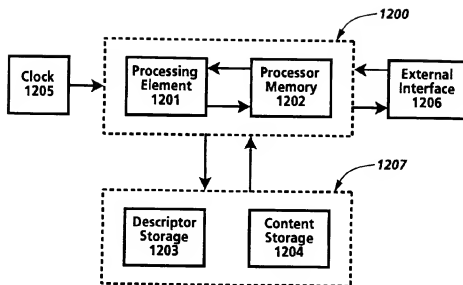 1200
Clock
1205
Processing
Element
1201
Processor
Memory
1202
External
Interface
1206
1207
Descriptor
Storage
1203
Content
Storage
1204